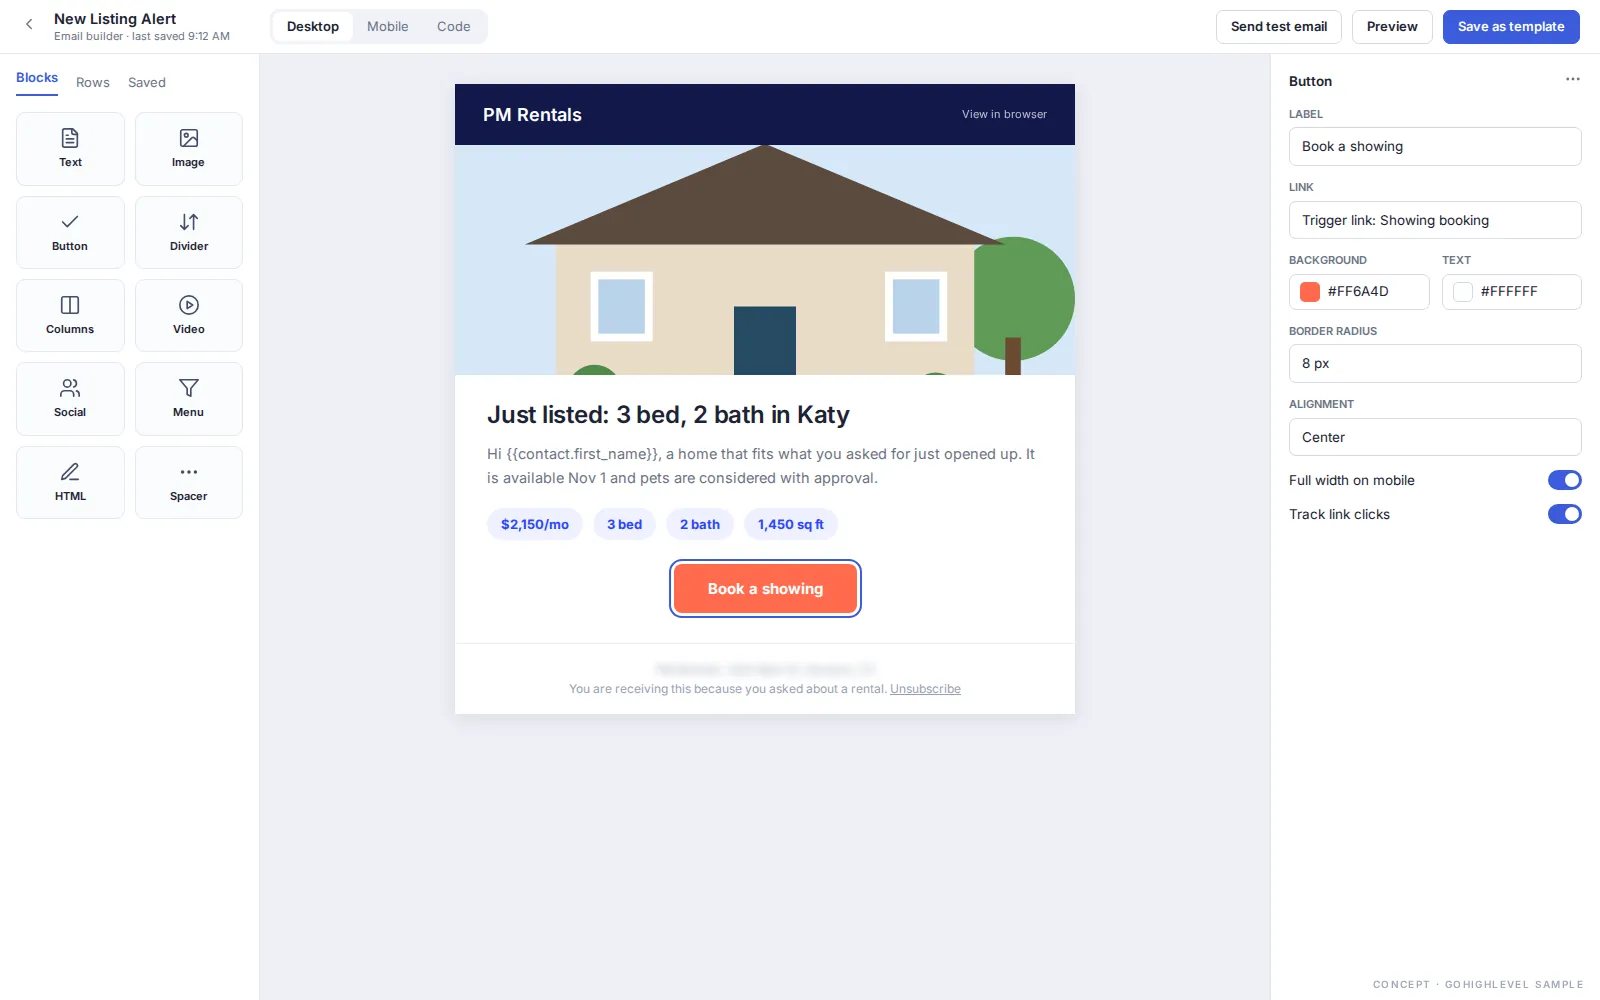 New Listing Alert
Email builder · last saved 9:12 AM
Desktop
Mobile
Code
Send test email
Preview
Save as template
Blocks
Rows
Saved
Text
Image
Button
Divider
Columns
Video
Social
Menu
HTML
Spacer
PM Rentals
View in browser
Just listed: 3 bed, 2 bath in Katy
Hi {{contact.first_name}}, a home that fits what you asked for just opened up. It
is available Nov 1 and pets are considered with approval.
$2,150/mo
3 bed
2 bath
1,450 sq ft
Book a showing
You are receiving this because you asked about a rental. Unsubscribe
Button
LABEL
Book a showing
LINK
Trigger link: Showing booking
BACKGROUND
TEXT
#FF6A4D
#FFFFFF
BORDER RADIUS
8 px
ALIGNMENT
Center
Full width on mobile
Track link clicks
CONCEPT · GOHIGHLEVEL SAMPLE